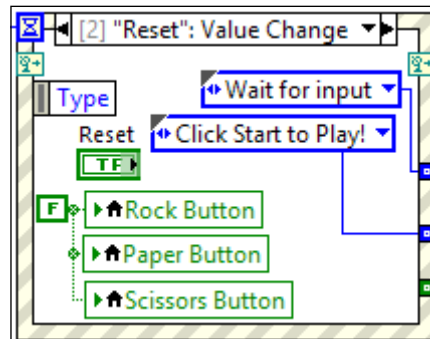 [2] "Reset": Value Change
Wait for input
Type
Click Start to Play!
Reset
TF
F
Rock Button
Paper Button
Scissors Button